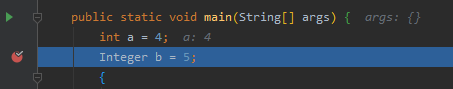 public static void main(String[] args) { args: {}
int a = 4; a: 4
Integer b = 5;
{